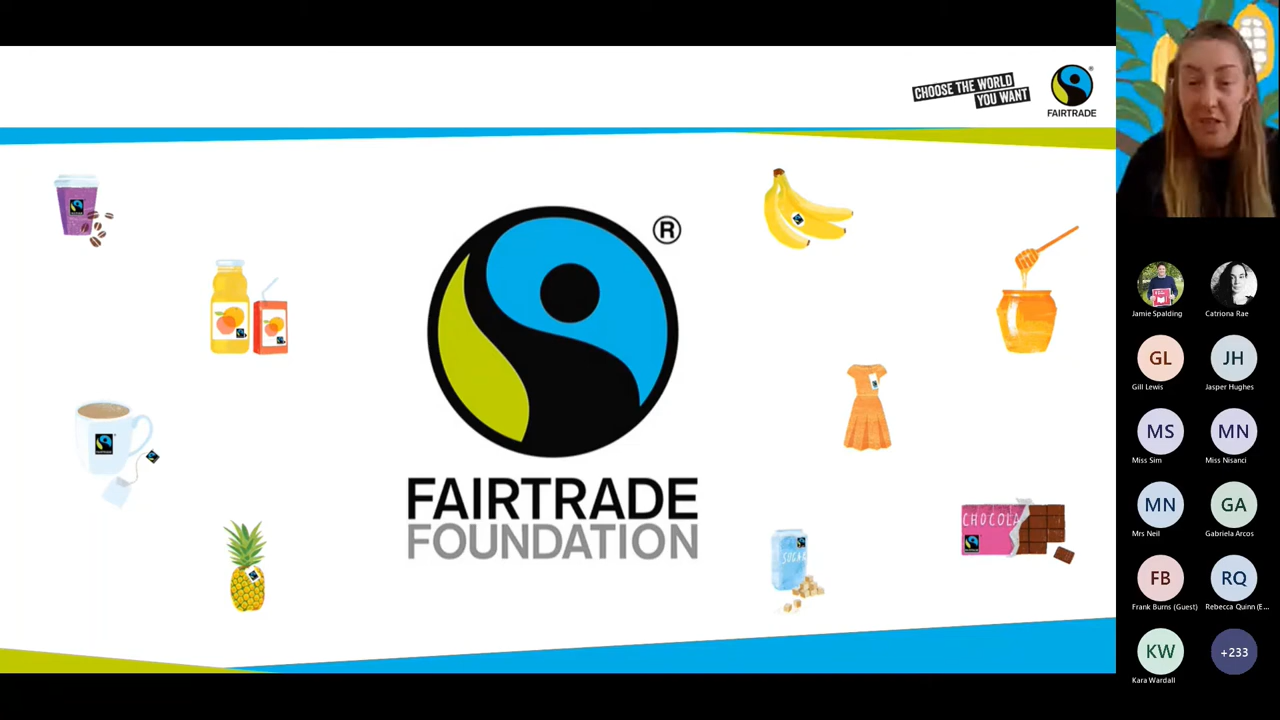 CHOOSE THE WORLD
YOU WANT
®
FAIRTRADE
®
FAIRTRADE
FOUNDATION
CHOCOLA
SUGAR
Jamie Spalding
Catriona Rae
GL
JH
Gill Lewis
Jasper Hughes
MS
MN
Miss Sim
Miss Nisanci
MN
GA
Mrs Neil
Gabriela Arcos
FB
RQ
Frank Burns (Guest)
Rebecca Quinn (E...
KW
+233
Kara Wardall